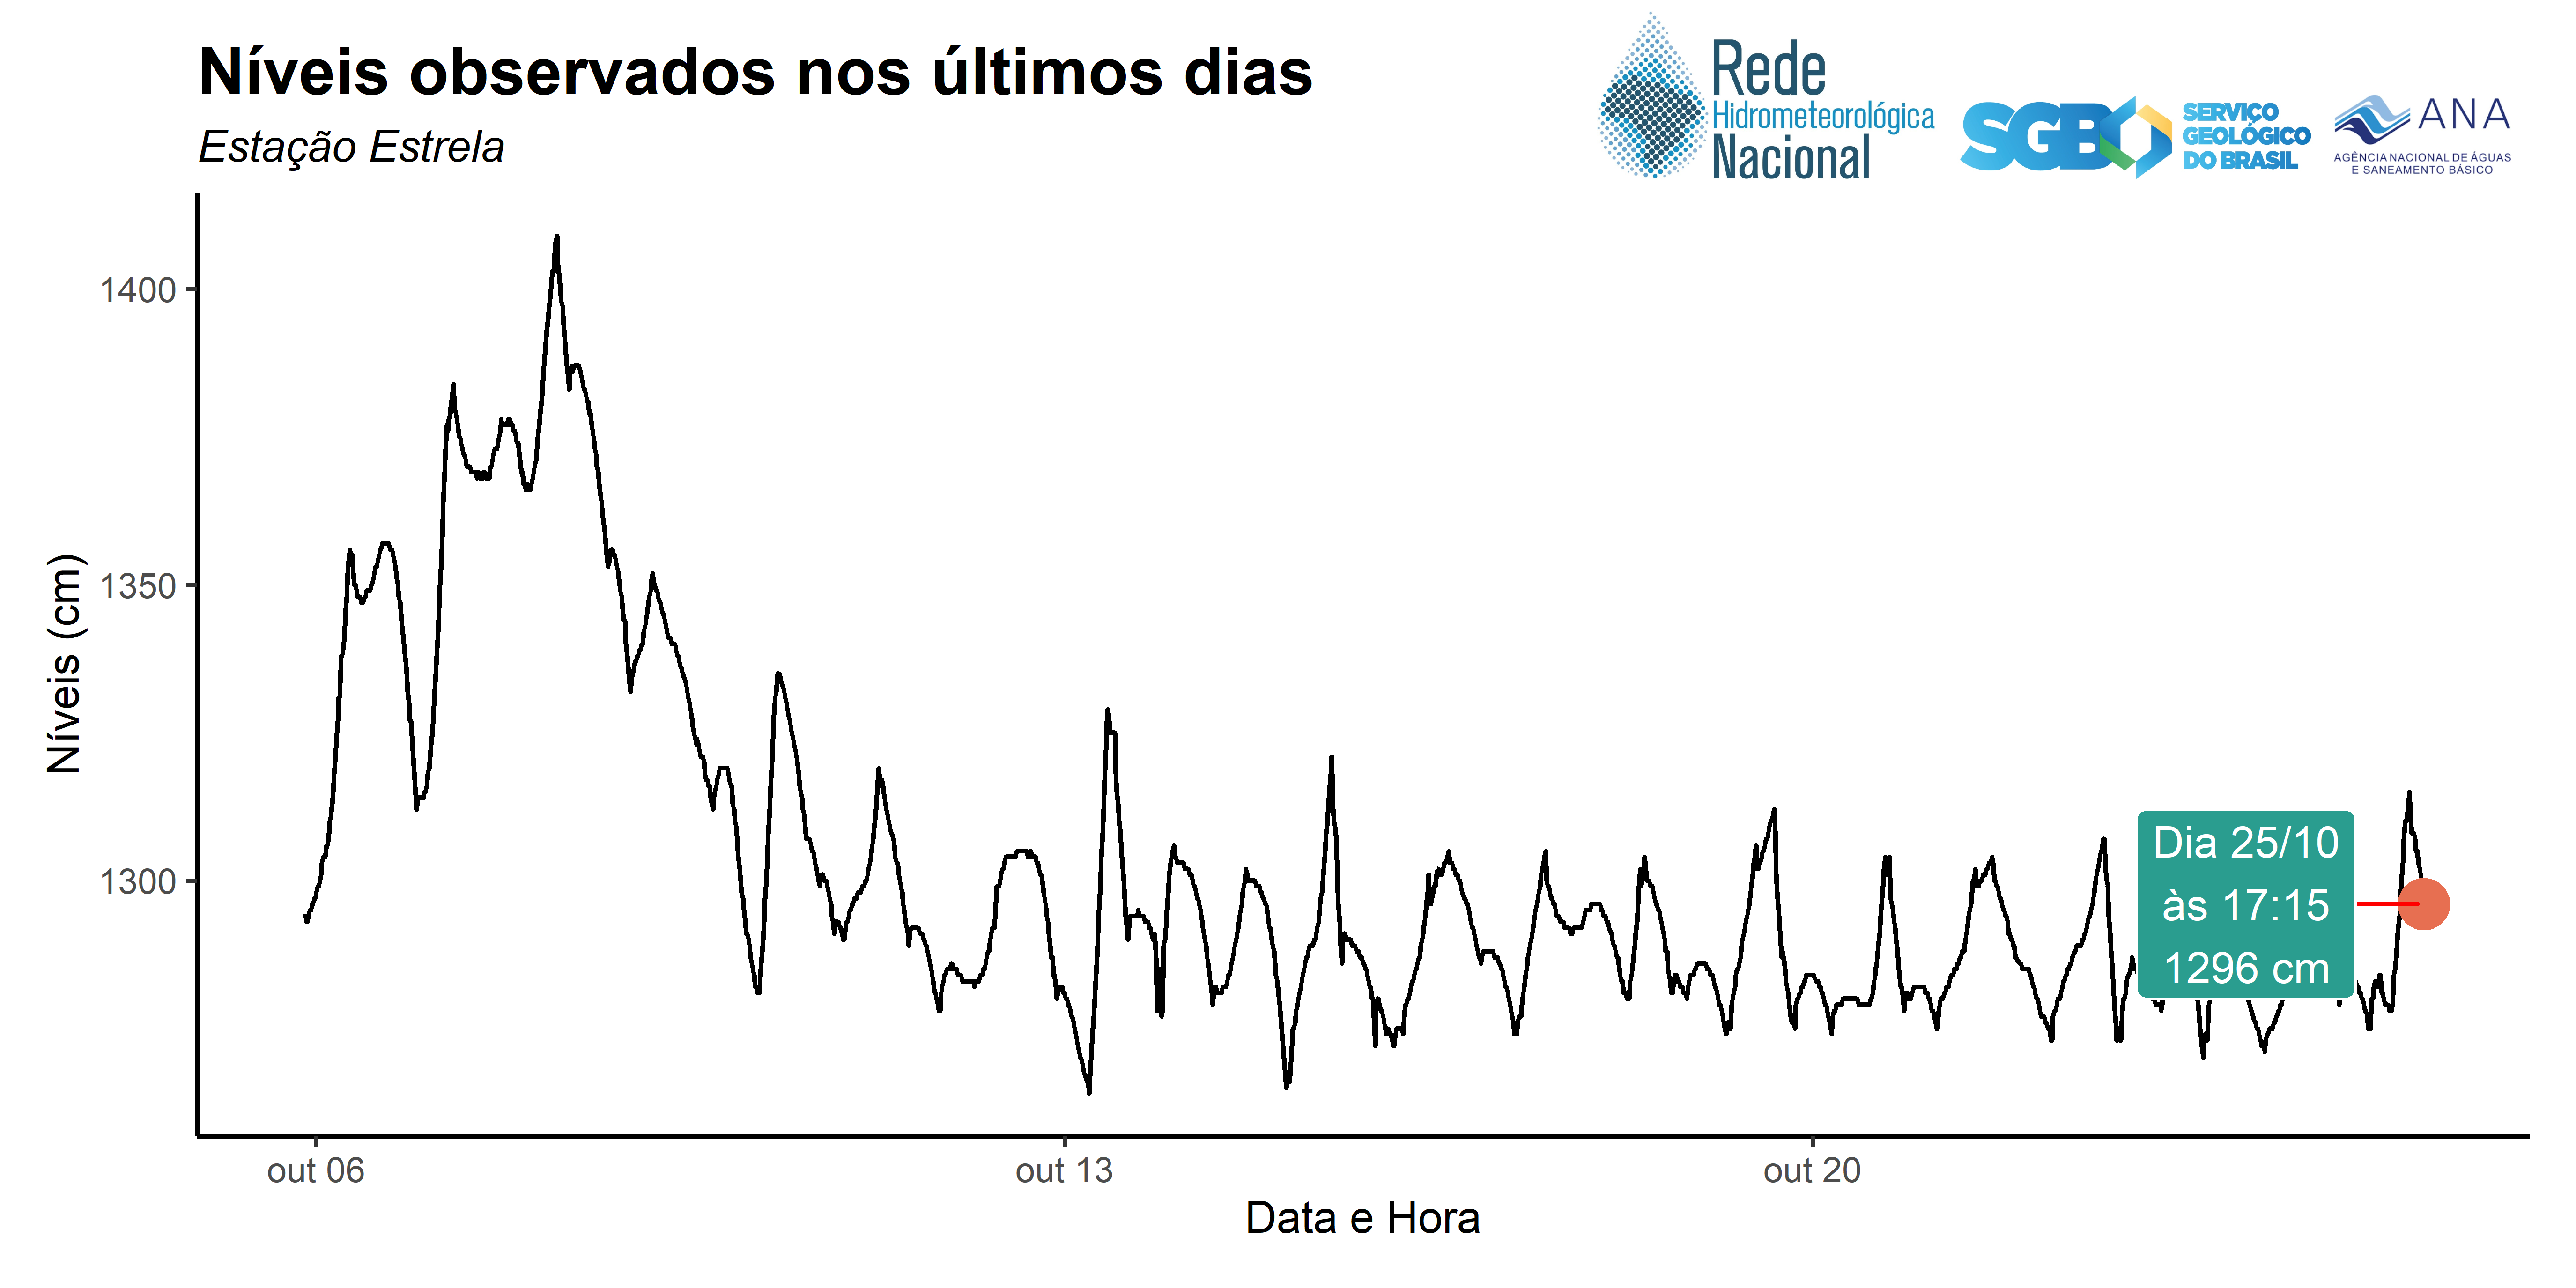 Níveis observados nos últimos dias
Estação Estrela
Rede
Hidrometeorológica
Nacional
SGB
SERVIÇO
GEOLÓGICO
DO BRASIL
ANA
AGÊNCIA NACIONAL DE ÁGUAS
E SANEAMENTO BÁSICO
Níveis (cm)
1400
1350
1300
Dia 25/10
às 17:15
1296 cm
out 06
out 13
out 20
Data e Hora